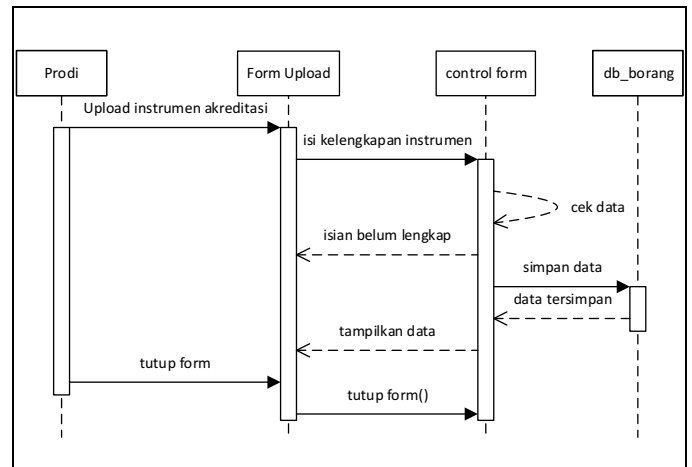 Prodi
Form Upload
control form
db_borang
Upload instrumen akreditasi
isi kelengkapan instrumen
cek data
isian belum lengkap
simpan data
data tersimpan
tampilkan data
tutup form
tutup form()